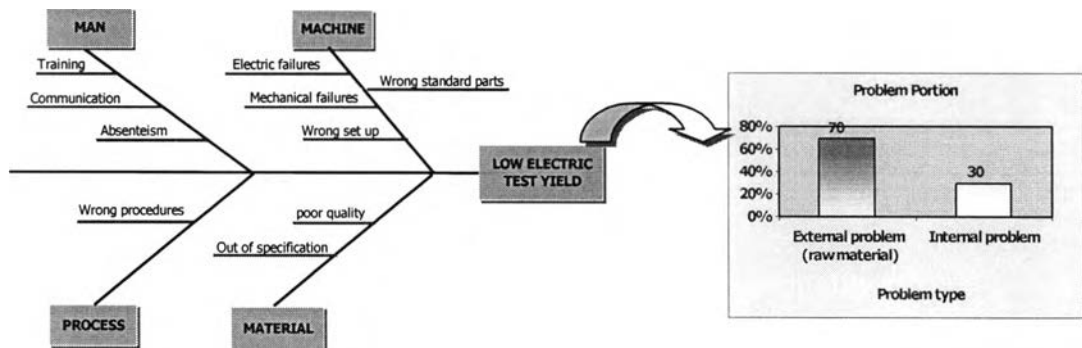 MAN
MACHINE
Training
Communication
Absenteism
Electric failures
Mechanical failures
Wrong set up
Wrong standard parts
LOW ELECTRIC
TEST YIELD
Wrong procedures
poor quality
Out of specification
PROCESS
MATERIAL
Problem Portion
80%
60%
40%
20%
0%
70
30
External problem
(raw material)
Internal problem
Problem type